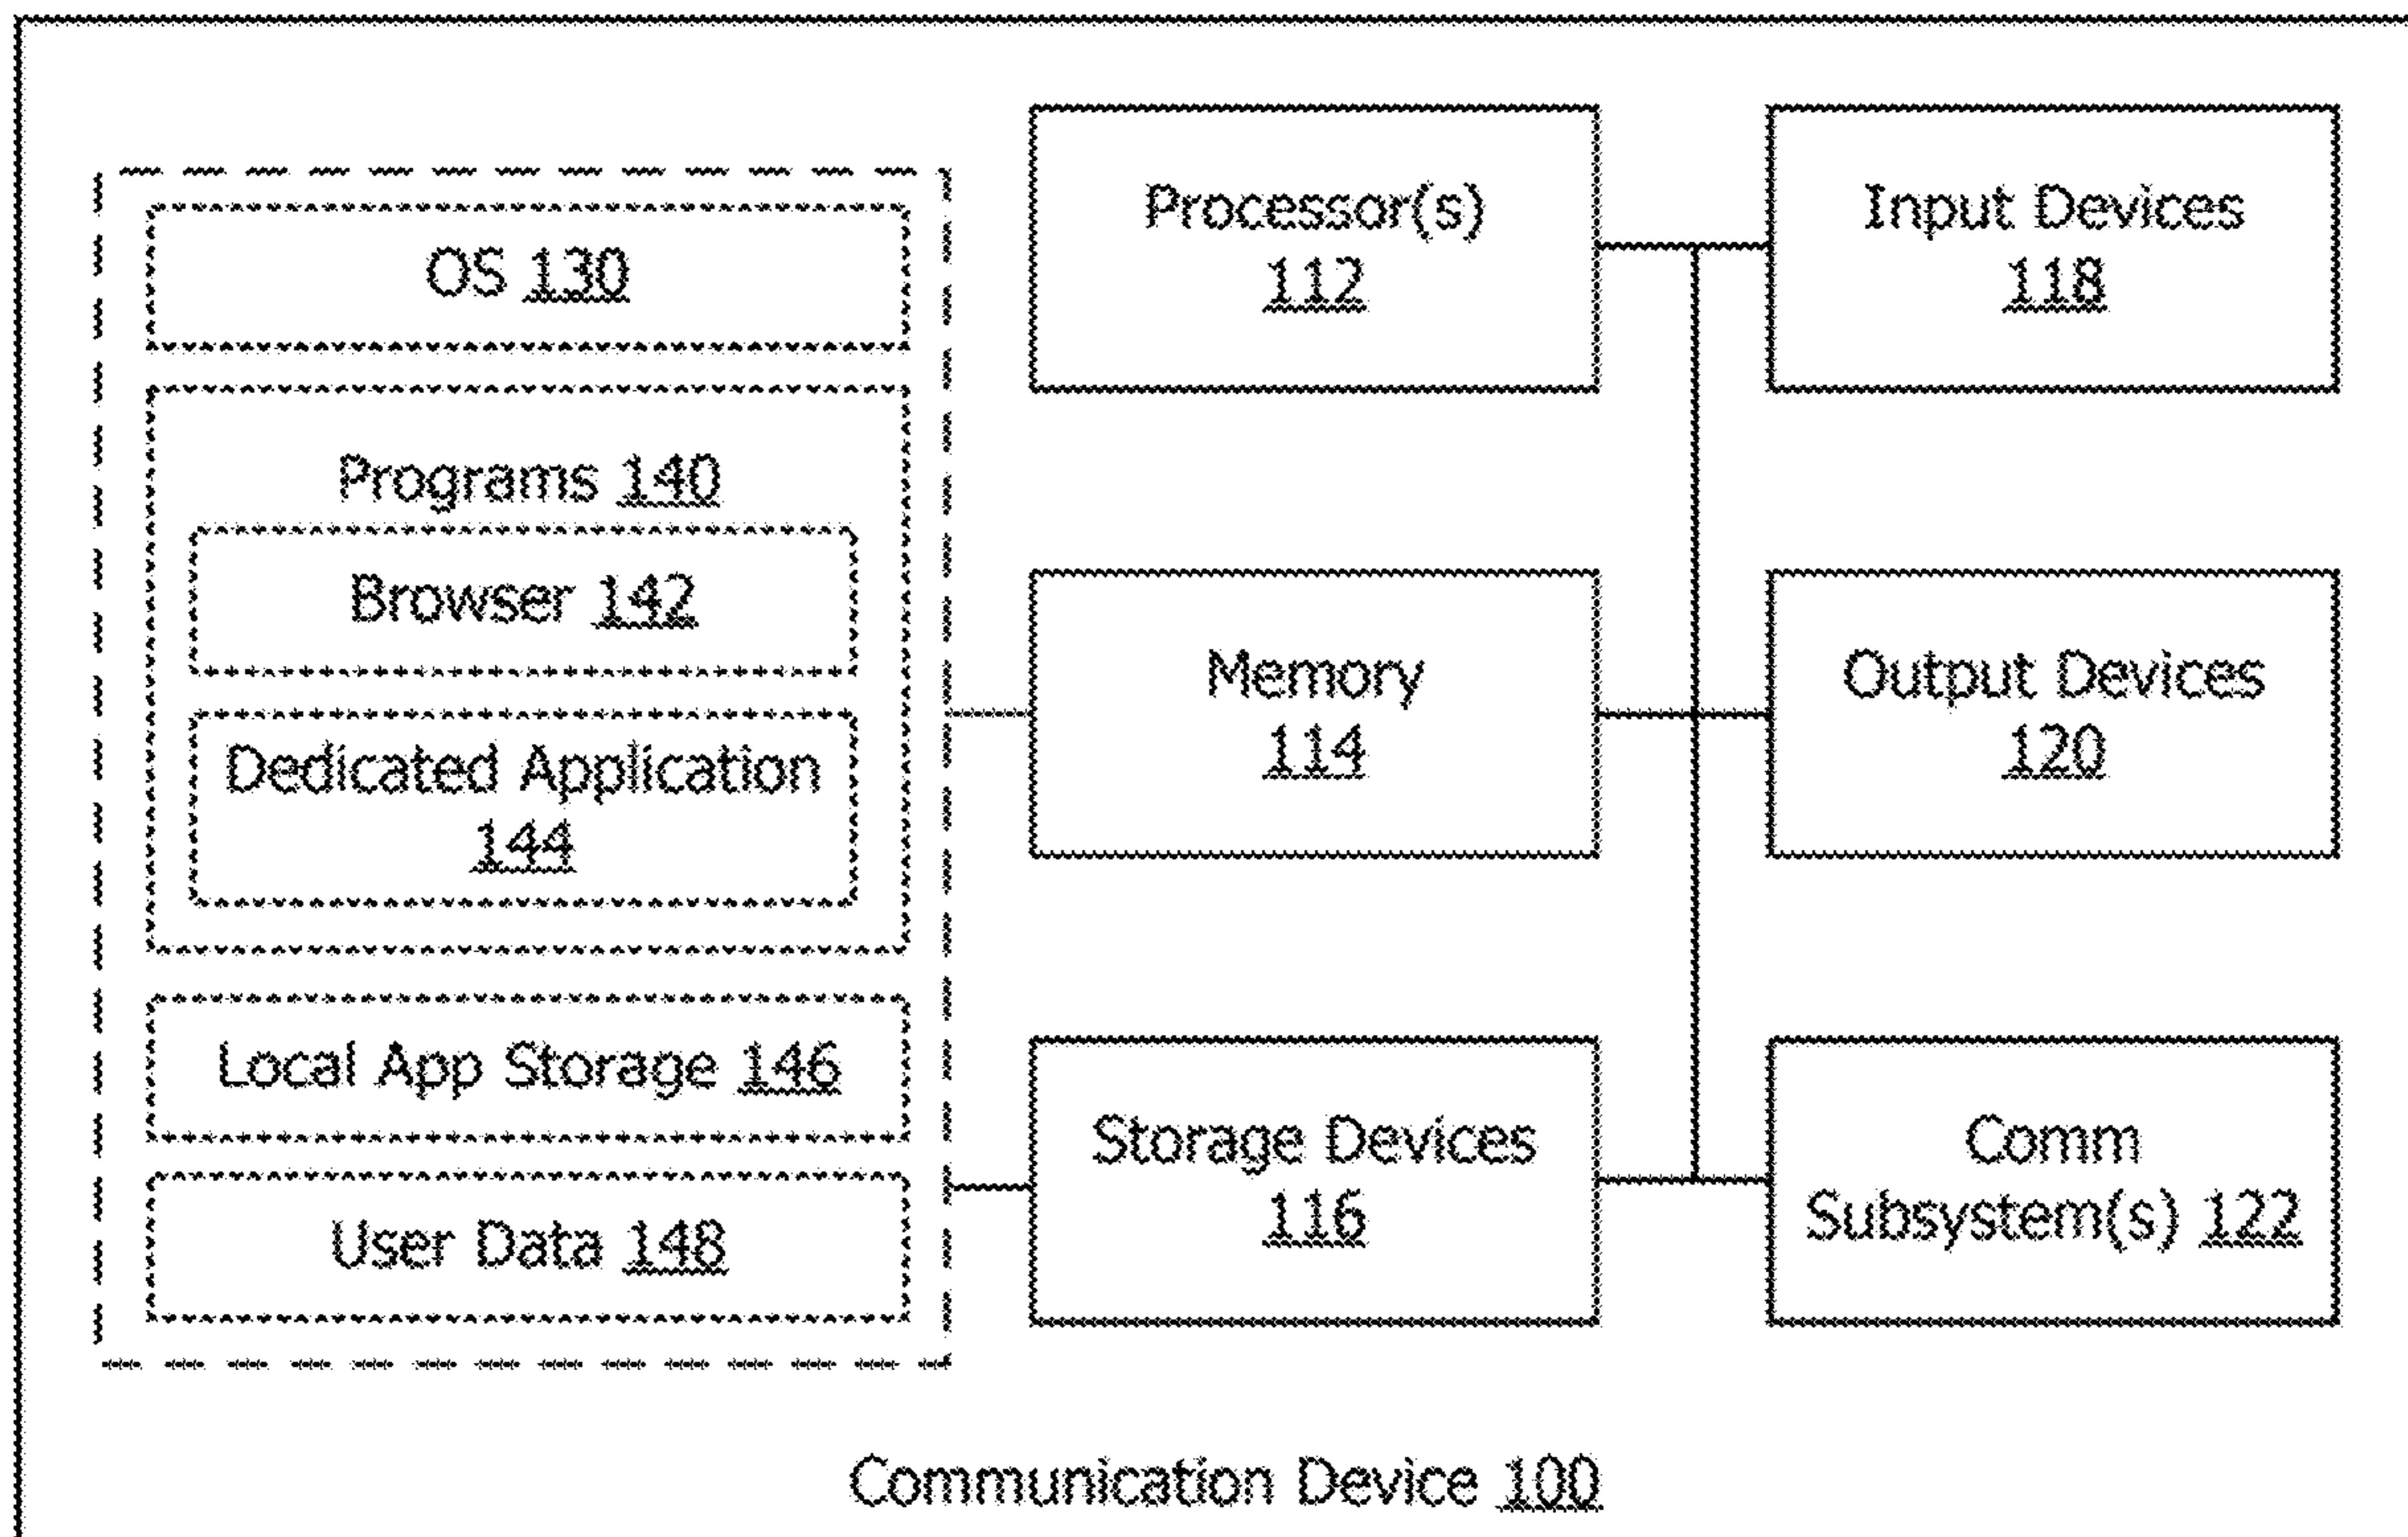 OS 130
Programs 140
Browser 142
Dedicated Application
144
Local App Storage 146
User Data 148
Processor(s)
112
Memory
114
Storage Devices
116
Input Devices
118
Output Devices
120
Comm
Subsystem(s) 122
Communication Device 100